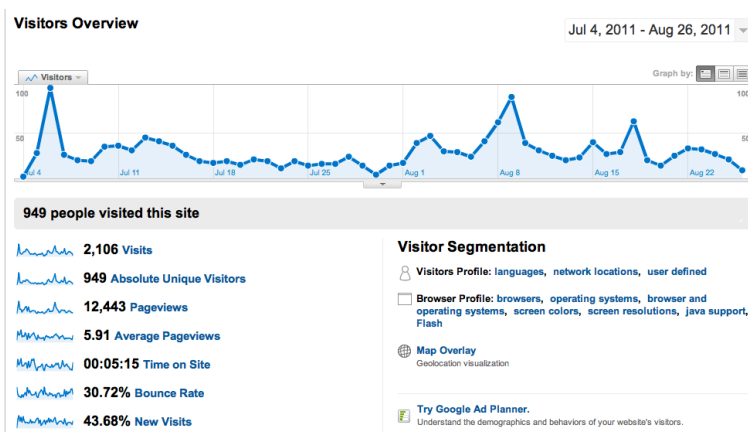 Visitors Overview
Jul 4, 2011 - Aug 26, 2011
Visitors
Graph by:
100
100
50
50
Jul 4
Jul 11
Jul 18
Jul 25
Aug 1
Aug 8
Aug 15
Aug 22
949 people visited this site
2,106 Visits
949 Absolute Unique Visitors
12,443 Pageviews
5.91 Average Pageviews
00:05:15 Time on Site
30.72% Bounce Rate
43.68% New Visits
Visitor Segmentation
Visitors Profile: languages, network locations, user defined
Browser Profile: browsers, operating systems, browser and
operating systems, screen colors, screen resolutions, java support,
Flash
Map Overlay
Geolocation visualization
Try Google Ad Planner.
Understand the demographics and behaviors of your website's visitors.